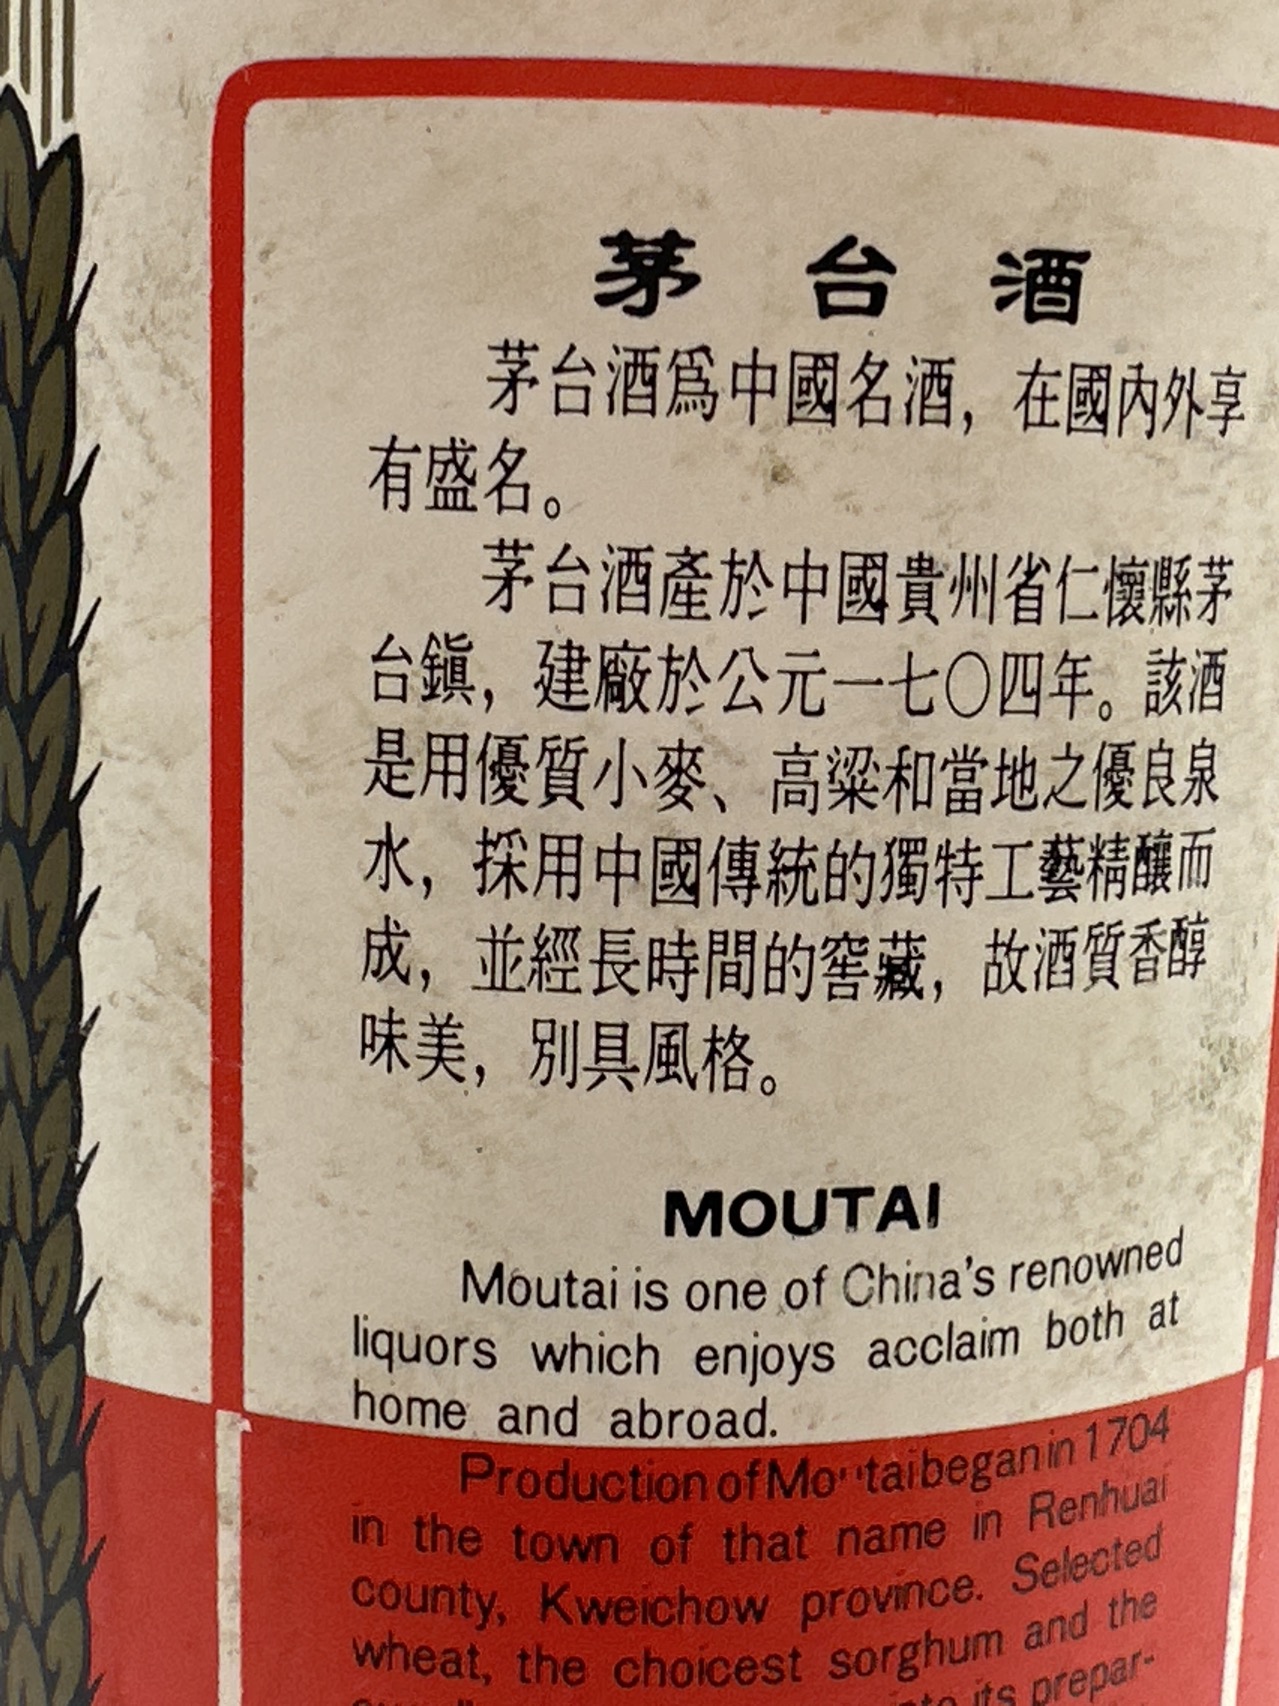 茅台酒
茅台酒爲中國名酒，在國內外享
有盛名。
茅台酒產於中國貴州省仁懷縣茅
台鎭，建廠於公元一七〇四年。該酒
是用優質小麥、高粱和當地之優良泉
水，採用中國傳統的獨特工藝精釀而
成，並經長時間的窖藏，故酒質香醇
味美，別具風格。
MOUTAI
Moutai is one of China's renowned
liquors which enjoys acclaim both at
home and abroad.
Production of Moutai began in 1704
in the town of that name in Renhuai
county, Kweichow province. Selected
wheat, the choicest sorghum and the
its prepar-